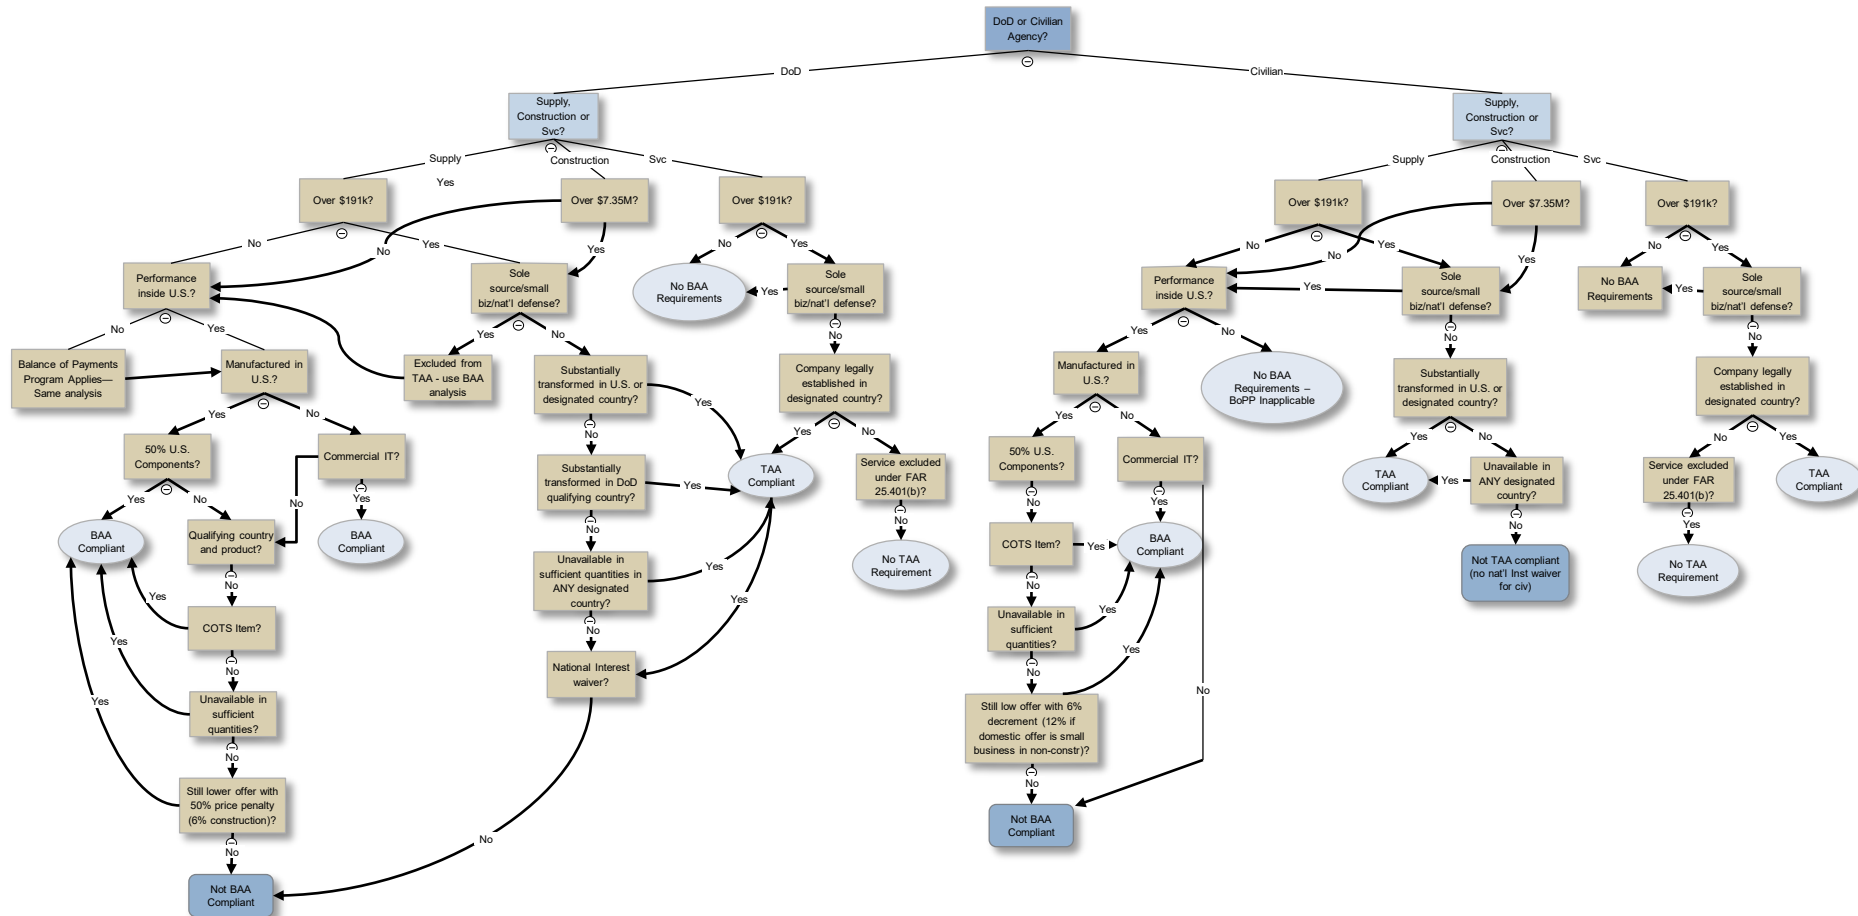 DoD or Civilian
Agency?
DoD
Civilian
Supply,
Construction or
Svc?
Supply,
Construction or
Svc?
Supply
Construction
Svc
Yes
Supply
Construction
Svc
Over $191k?
Over $7.35M?
Over $191k?
Over $191k?
Over $7.35M?
Over $191k?
No
Yes
No
Yes
No
Yes
No
Yes
No
Yes
No
Yes
Performance
inside U.S.?
Sole
source/small
biz/nat'l defense?
No BAA
Requirements
Yes
Sole
source/small
biz/nat'l defense?
Performance
inside U.S.?
Yes
Sole
source/small
biz/nat'l defense?
No BAA
Requirements
Yes
Sole
source/small
biz/nat'l defense?
No
Yes
Yes
No
No
Yes
No
No
No
Balance of Payments
Program Applies—
Same analysis
Manufactured in
U.S.?
Excluded from
TAA - use BAA
analysis
Substantially
transformed in U.S. or
designated country?
Company legally
established in
designated country?
Manufactured in
U.S.?
No BAA
Requirements –
BoPP Inapplicable
Substantially
transformed in U.S. or
designated country?
Company legally
established in
designated country?
Yes
No
Yes
No
Yes
No
Yes
No
Yes
No
No
Yes
50% U.S.
Components?
Commercial IT?
Substantially
transformed in DoD
qualifying country?
Yes
TAA
Compliant
Service excluded
under FAR
25.401(b)?
50% U.S.
Components?
Commercial IT?
TAA
Compliant
Yes
Unavailable in
ANY designated
country?
Service excluded
under FAR
25.401(b)?
TAA
Compliant
Yes
No
No
Yes
No
No
No
Yes
No
Yes
BAA
Compliant
Qualifying country
and product?
BAA
Compliant
Unavailable in
sufficient quantities in
ANY designated
country?
Yes
No TAA
Requirement
COTS Item?
Yes
BAA
Compliant
Not TAA compliant
(no nat'l Inst waiver
for civ)
No TAA
Requirement
No
Yes
Yes
No
No
Yes
COTS Item?
Yes
Unavailable in
sufficient
quantities?
No
National Interest
waiver?
No
Yes
No
Yes
Unavailable in
sufficient
quantities?
Still low offer with 6%
decrement (12% if
domestic offer is small
business in non-constr)?
No
No
Still lower offer with
50% price penalty
(6% construction)?
No
Not BAA
Compliant
No
No
Not BAA
Compliant